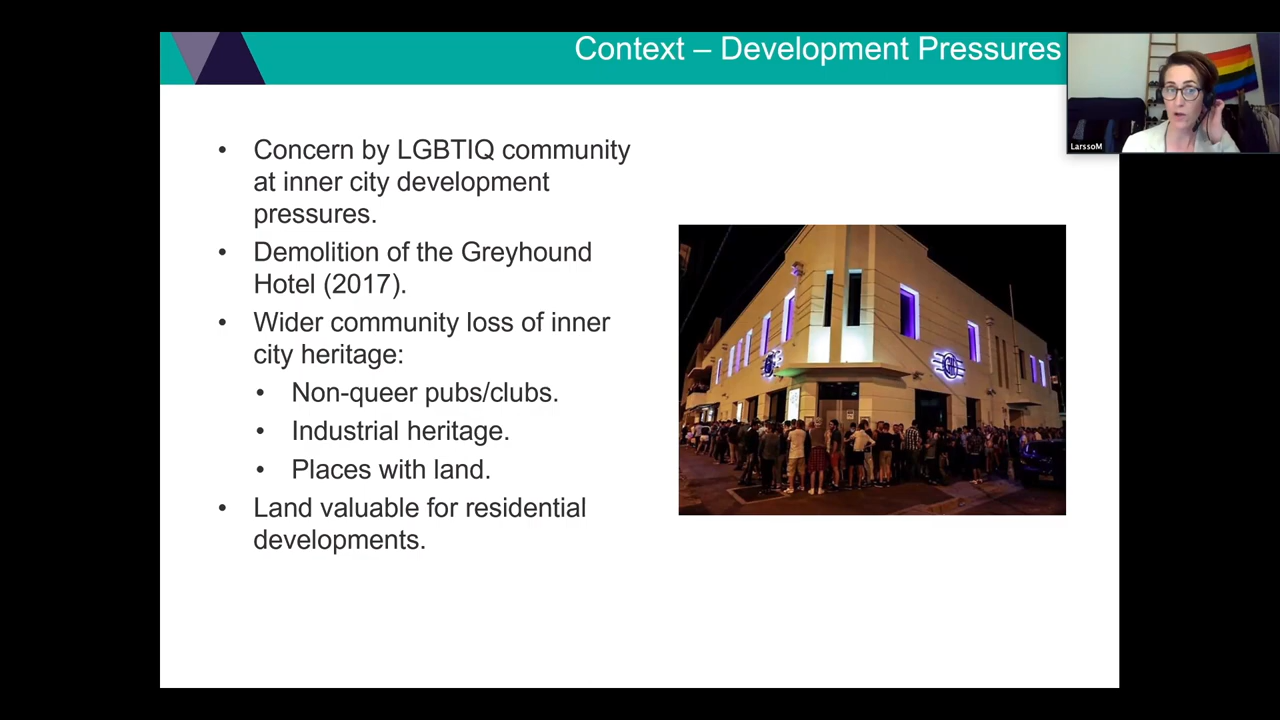 Context – Development Pressures
LarssoM
• Concern by LGBTIQ community
at inner city development
pressures.
• Demolition of the Greyhound
Hotel (2017).
• Wider community loss of inner
city heritage:
• Non-queer pubs/clubs.
• Industrial heritage.
• Places with land.
• Land valuable for residential
developments.